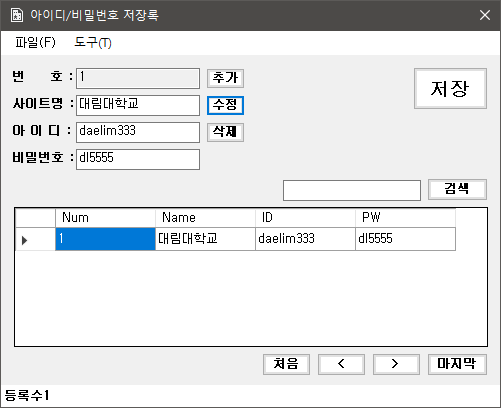 아이디/비밀번호 저장록
파일(F) 도구(T)
번 호 : 1 추가
저장
사이트명 : 대림대학교 수정
아 이 디 : daelim333 삭제
비밀번호 : dl5555
검색
Num Name ID PW
1 대림대학교 daelim333 dl5555
처음 < > 마지막
등록수1